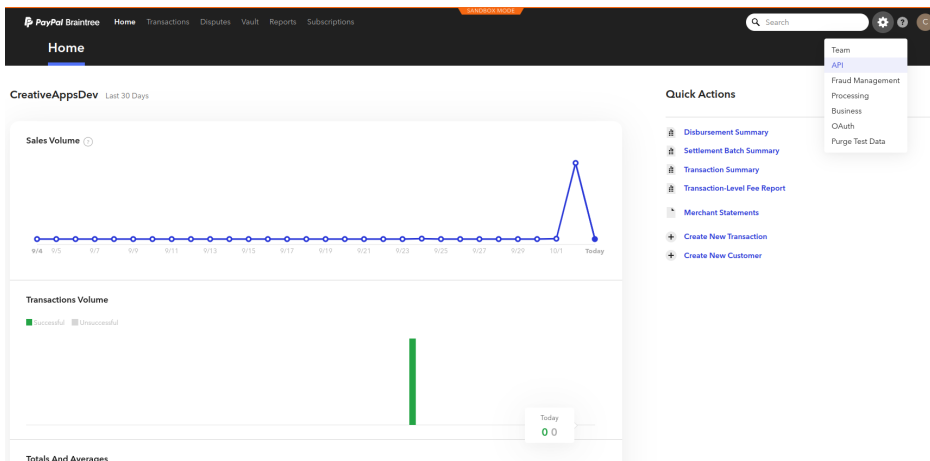 SANDBOX MODE
PayPal Braintree Home Transactions Disputes Vault Reports Subscriptions
Search
? C
Home
Team
API
Fraud Management
Processing
Business
OAuth
Purge Test Data
CreativeAppsDev Last 30 Days
Sales Volume ?
9/4 9/5 9/7 9/9 9/11 9/13 9/15 9/17 9/19 9/21 9/23 9/25 9/27 9/29 10/1 Today
Transactions Volume
Successful Unsuccessful
Today
0 0
Totals And Averages
Quick Actions
Disbursement Summary
Settlement Batch Summary
Transaction Summary
Transaction-Level Fee Report
Merchant Statements
+ Create New Transaction
+ Create New Customer